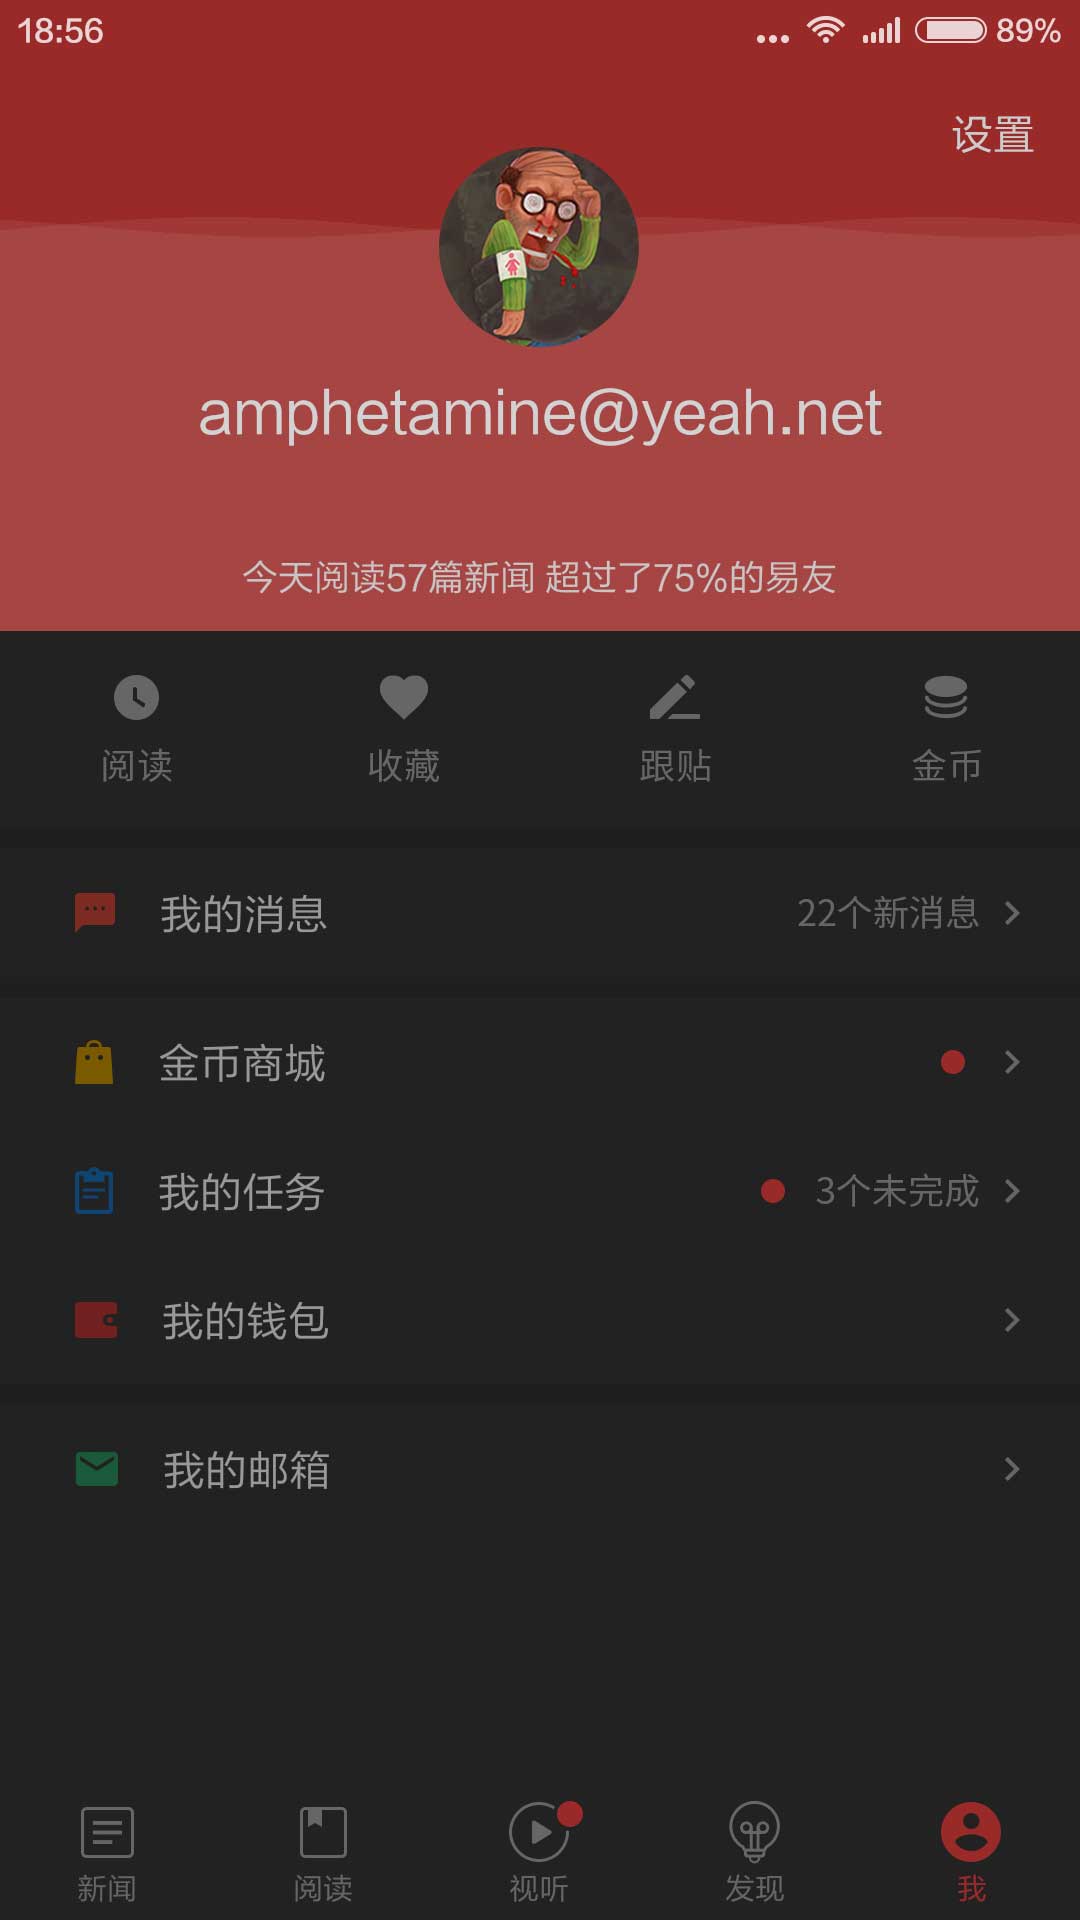 18:56
89%
设置
amphetamine@yeah.net
今天阅读57篇新闻 超过了75%的易友
阅读
收藏
跟贴
金币
我的消息
22个新消息
金币商城
我的任务
3个未完成
我的钱包
我的邮箱
新闻
阅读
视听
发现
我